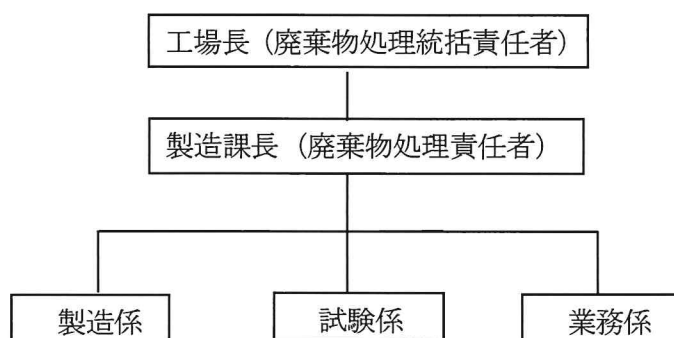 工場長（廃棄物処理統括責任者）
製造課長（廃棄物処理責任者）
製造係
試験係
業務係